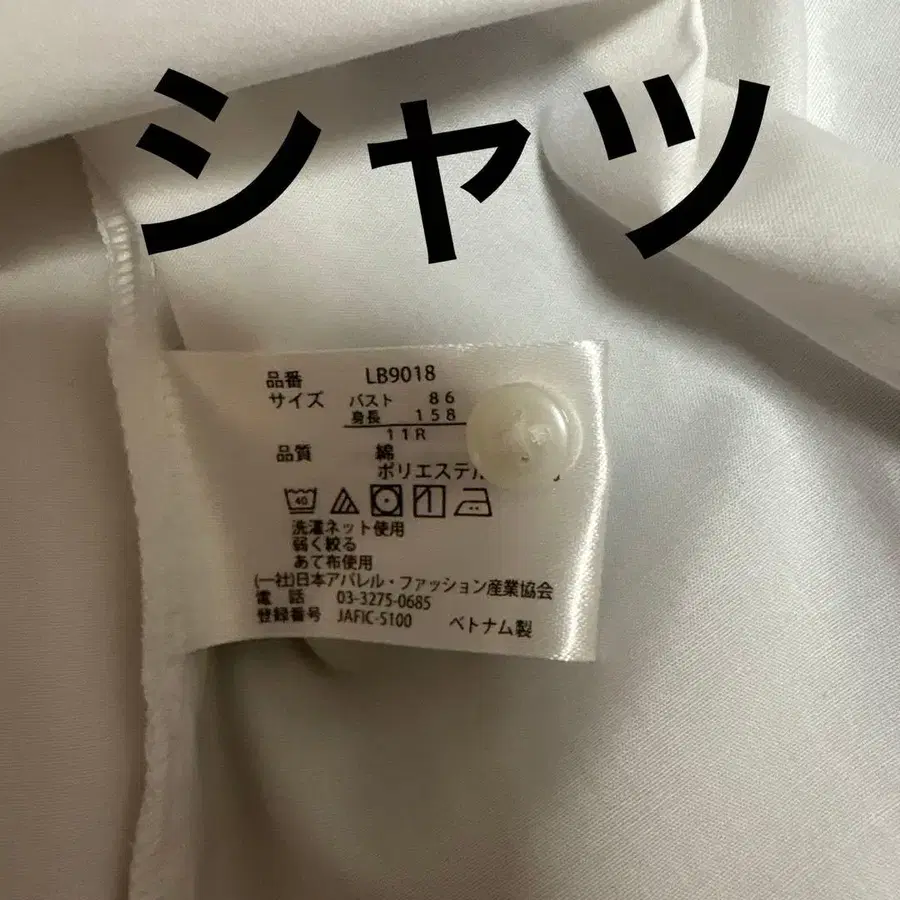 シャツ
品番 LB9018
サイズ バスト 86
身長 158
11R
品質 綿
ポリエステル
40
洗濯ネット使用
弱く絞る
あて布使用
(一社)日本アパレル・ファッション産業協会
電 話 03-3275-0685
登録番号 JAFIC-5100 ベトナム製